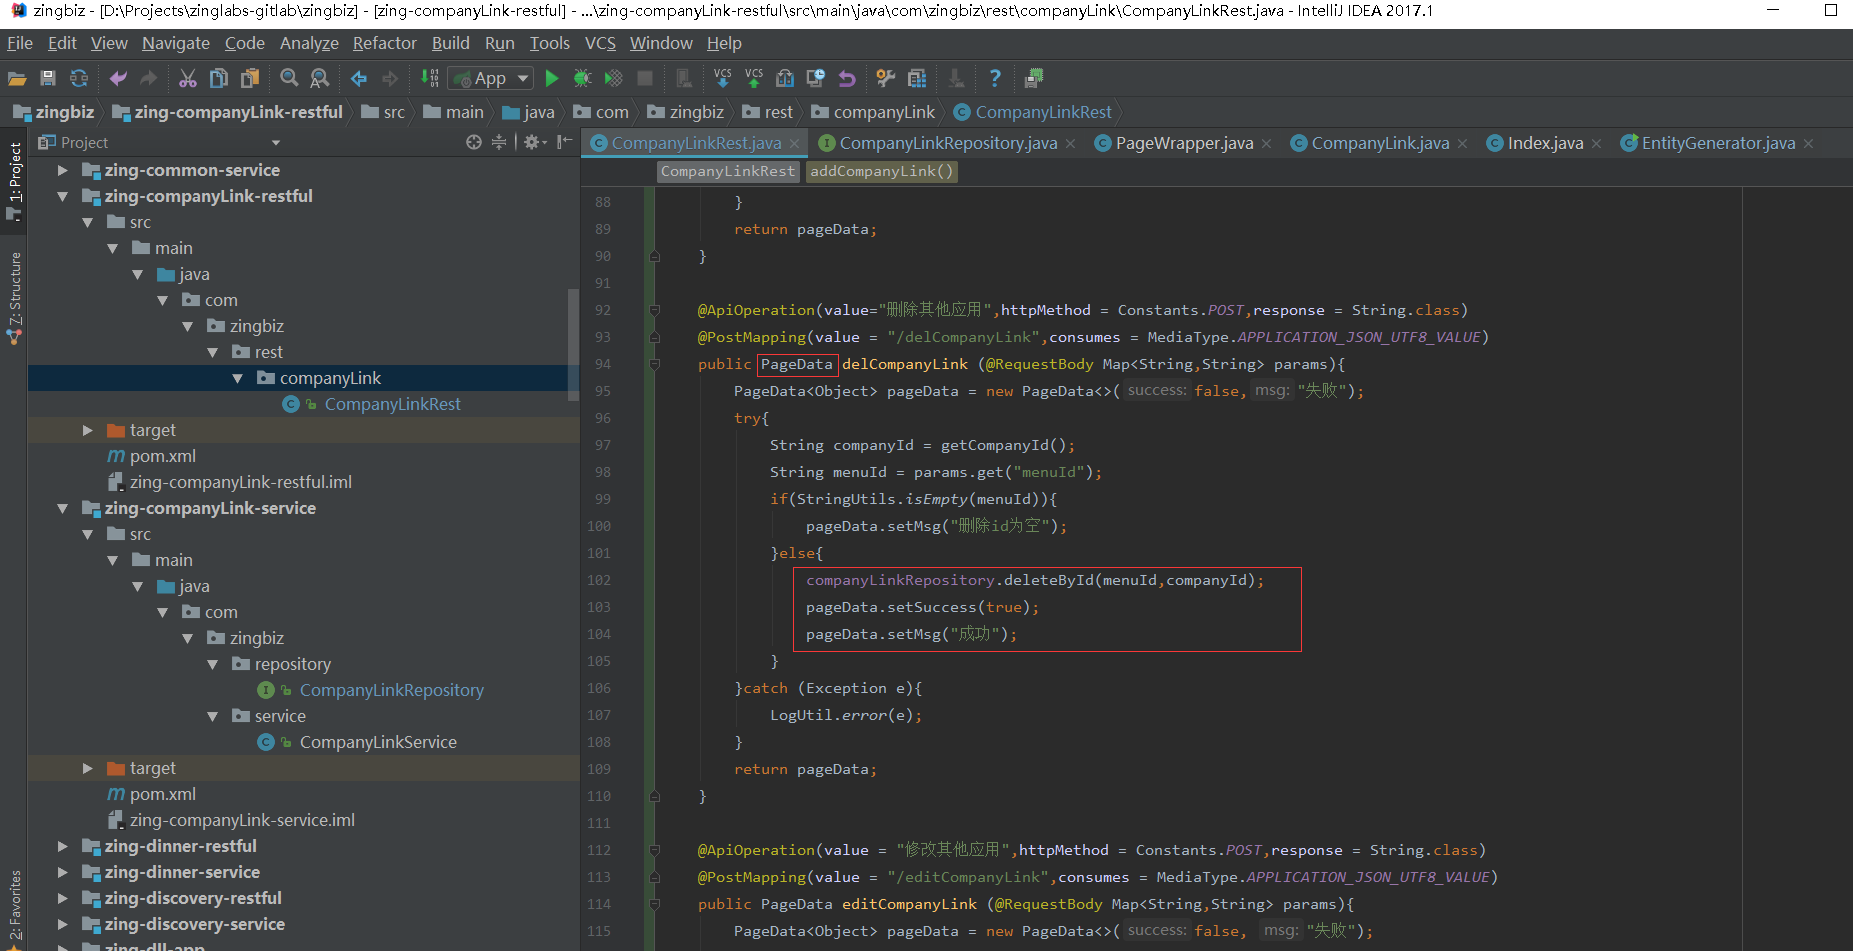 zingbiz - [D:\Projects\zinglabs-gitlab\zingbiz] - [zing-companyLink-restful] - ...\zing-companyLink-restful\src\main\java\com\zingbiz\rest\companyLink\CompanyLinkRest.java - IntelliJ IDEA 2017.1
File Edit View Navigate Code Analyze Refactor Build Run Tools VCS Window Help
App VCS VCS ?
zingbiz zing-companyLink-restful src main java com zingbiz rest companyLink CompanyLinkRest
Project
CompanyLinkRest.java CompanyLinkRepository.java PageWrapper.java CompanyLink.java Index.java EntityGenerator.java
CompanyLinkRest addCompanyLink()
1: Project
Z: Structure
2: Favorites
zing-common-service
zing-companyLink-restful
src
main
java
com
zingbiz
rest
companyLink
CompanyLinkRest
target
pom.xml
zing-companyLink-restful.iml
zing-companyLink-service
src
main
java
com
zingbiz
repository
CompanyLinkRepository
service
CompanyLinkService
target
pom.xml
zing-companyLink-service.iml
zing-dinner-restful
zing-dinner-service
zing-discovery-restful
zing-discovery-service
zing-dll-app
88 }
89 return pageData;
90 }
91
92 @ApiOperation(value="删除其他应用",httpMethod = Constants.POST,response = String.class)
93 @PostMapping(value = "/delCompanyLink",consumes = MediaType.APPLICATION_JSON_UTF8_VALUE)
94 public PageData delCompanyLink (@RequestBody Map<String,String> params){
95 PageData<Object> pageData = new PageData<>( success: false, msg: "失败");
96 try{
97 String companyId = getCompanyId();
98 String menuId = params.get("menuId");
99 if(StringUtils.isEmpty(menuId)){
100 pageData.setMsg("删除id为空");
101 }else{
102 companyLinkRepository.deleteById(menuId,companyId);
103 pageData.setSuccess(true);
104 pageData.setMsg("成功");
105 }
106 }catch (Exception e){
107 LogUtil.error(e);
108 }
109 return pageData;
110 }
111
112 @ApiOperation(value = "修改其他应用",httpMethod = Constants.POST,response = String.class)
113 @PostMapping(value = "/editCompanyLink",consumes = MediaType.APPLICATION_JSON_UTF8_VALUE)
114 public PageData editCompanyLink (@RequestBody Map<String,String> params){
115 PageData<Object> pageData = new PageData<>( success: false, msg: "失败");